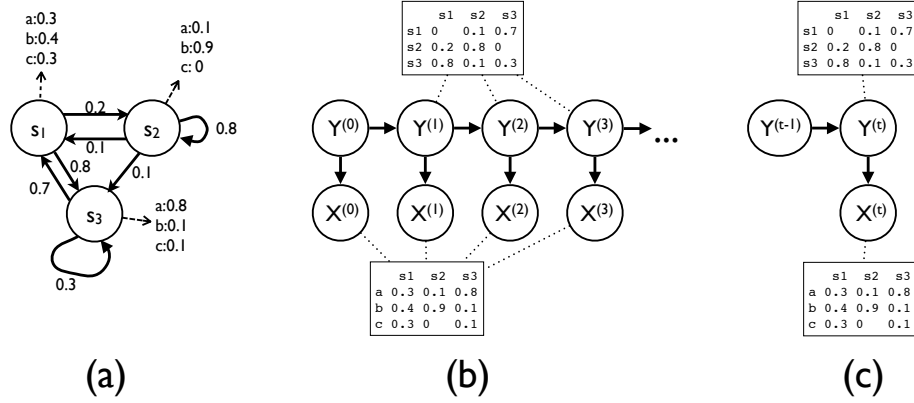 a:0.3
b:0.4
c:0.3
a:0.1
b:0.9
c: 0
s1
0.2
s2
0.8
0.1
0.8
0.7
0.1
s3
a:0.8
b:0.1
c:0.1
0.3
(a)
s1 s2 s3
s1 0 0.1 0.7
s2 0.2 0.8 0
s3 0.8 0.1 0.3
Y(0) Y(1) Y(2) Y(3) ...
X(0) X(1) X(2) X(3)
s1 s2 s3
a 0.3 0.1 0.8
b 0.4 0.9 0.1
c 0.3 0 0.1
(b)
s1 s2 s3
s1 0 0.1 0.7
s2 0.2 0.8 0
s3 0.8 0.1 0.3
Y(t-1) Y(t)
X(t)
s1 s2 s3
a 0.3 0.1 0.8
b 0.4 0.9 0.1
c 0.3 0 0.1
(c)